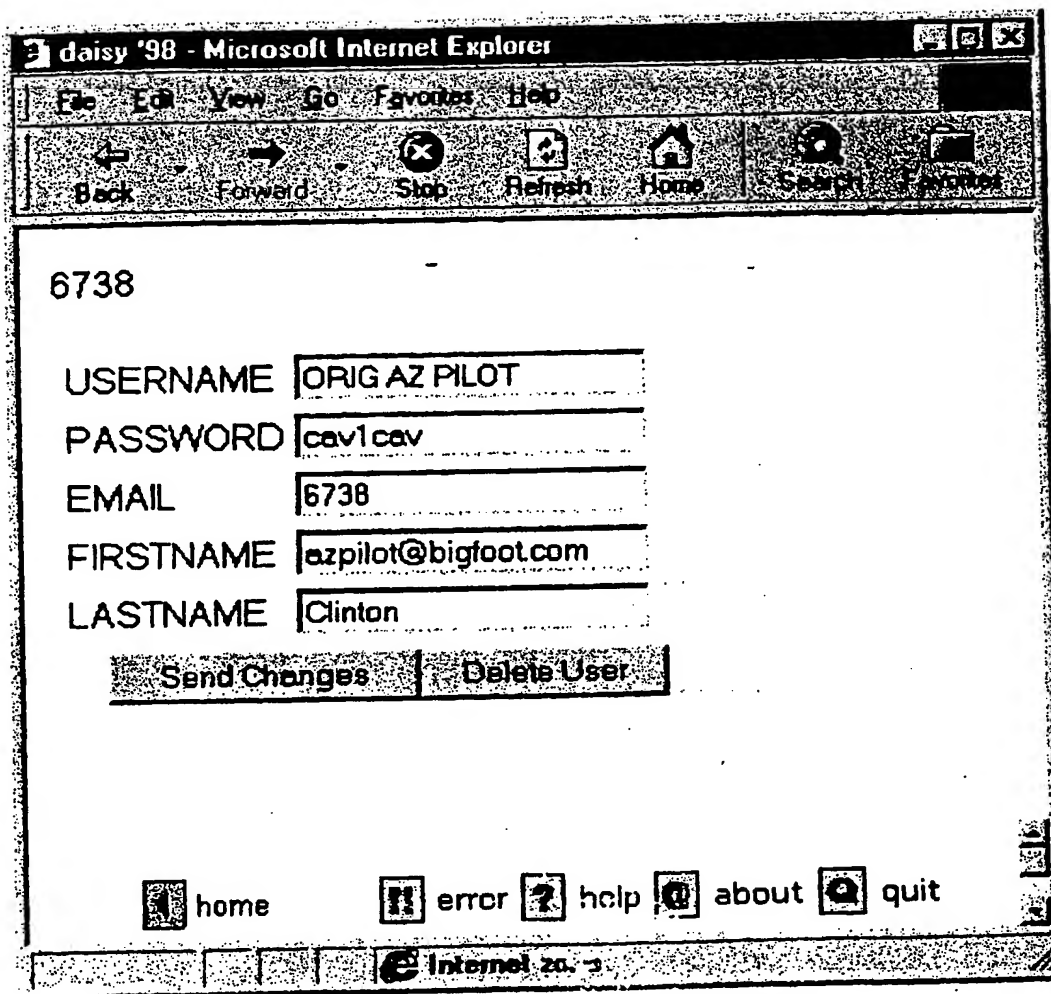 daisy '98 - Microsoft Internet Explorer
File Edit View Go Favorites Help
Back Forward Stop Refresh Home Search Favorites
6738
USERNAME ORIG AZ PILOT
PASSWORD cav1cav
EMAIL 6738
FIRSTNAME azpilot@bigfoot.com
LASTNAME Clinton
Send Changes Delete User
home error help about quit
Internet